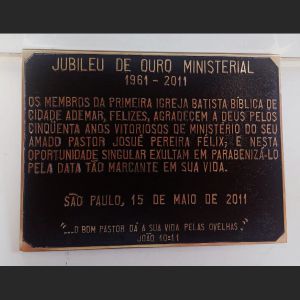 JUBILEU DE OURO MINISTERIAL
1961 - 2011
OS MEMBROS DA PRIMEIRA IGREJA BATISTA BÍBLICA DE
CIDADE ADEMAR, FELIZES, AGRADECEM A DEUS PELOS
CINQÜENTA ANOS VITORIOSOS DE MINISTÉRIO DO SEU
AMADO PASTOR JOSUÉ PEREIRA FÉLIX; E NESTA
OPORTUNIDADE SINGULAR EXULTAM EM PARABENIZÁ-LO
PELA DATA TÃO MARCANTE EM SUA VIDA.
SÃO PAULO, 15 DE MAIO DE 2011
"...O BOM PASTOR DÁ A SUA VIDA PELAS OVELHAS."
JOÃO 10:11